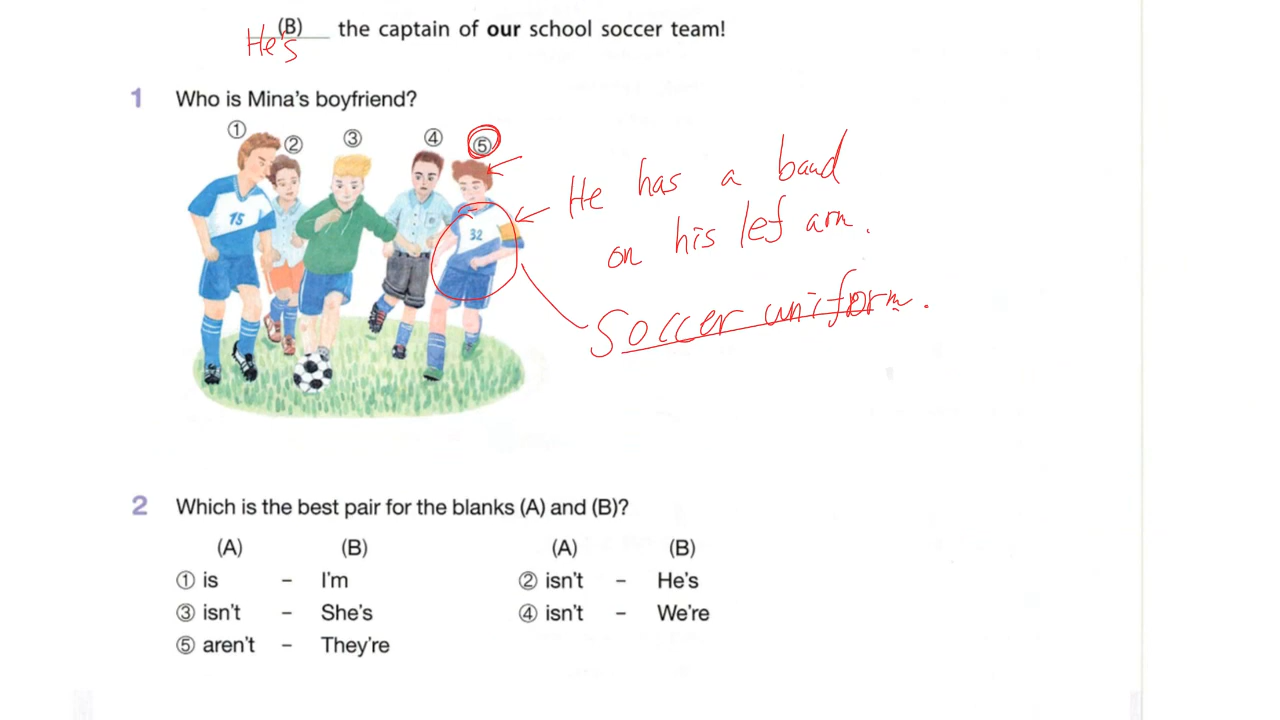 (B) the captain of our school soccer team!
He's
1 Who is Mina's boyfriend?
① ② ③ ④ ⑤
15
32
He has a band
on his lef arm.
Soccer uniform.
2 Which is the best pair for the blanks (A) and (B)?
(A) (B) (A) (B)
① is – I'm ② isn't – He's
③ isn't – She's ④ isn't – We're
⑤ aren't – They're